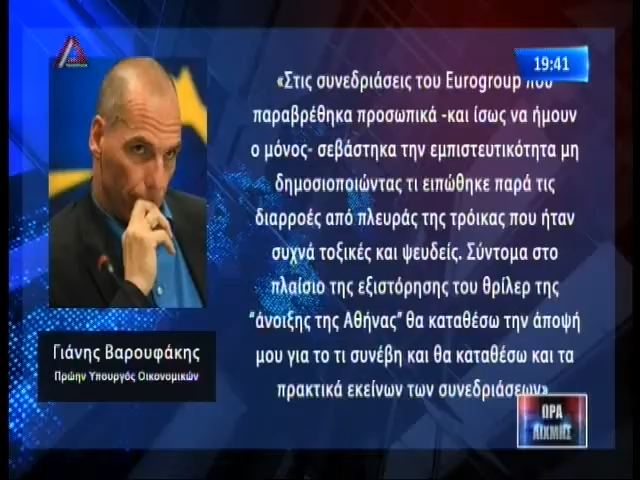 19:41
«Στις συνεδριάσεις του Eurogroup που
παραβρέθηκα προσωπικά -και ίσως να ήμουν
ο μόνος- σεβάστηκα την εμπιστευτικότητα μη
δημοσιοποιώντας τι ειπώθηκε παρά τις
διαρροές από πλευράς της τρόικας που ήταν
συχνά τοξικές και ψευδείς. Σύντομα στο
πλαίσιο της εξιστόρησης του θρίλερ της
“άνοιξης της Αθήνας” θα καταθέσω την άποψή
μου για το τι συνέβη και θα καταθέσω και τα
πρακτικά εκείνων των συνεδριάσεων»
Γιάνης Βαρουφάκης
Πρώην Υπουργός Οικονομικών
ΩΡΑ
ΑΙΧΜΗΣ